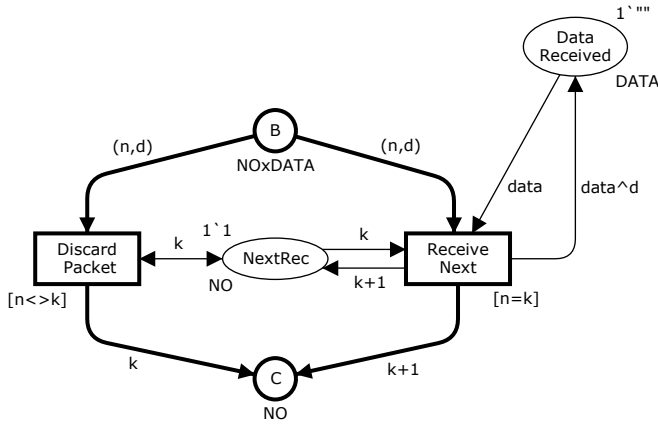 1`""
Data
Received
DATA
B
(n,d)
(n,d)
NOxDATA
data
data^d
1`1
Discard
Packet
k
NextRec
k
Receive
Next
k+1
NO
[n<>k]
[n=k]
k
k+1
C
NO